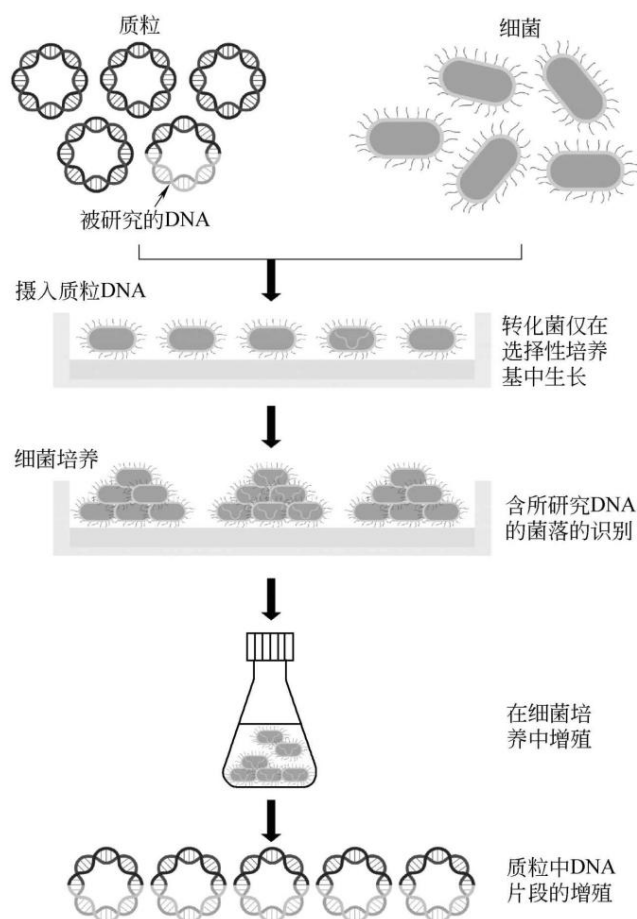 质粒
细菌
被研究的DNA
摄入质粒DNA
转化菌仅在
选择性培养
基中生长
细菌培养
含所研究DNA
的菌落的识别
在细菌培
养中增殖
质粒中DNA
片段的增殖